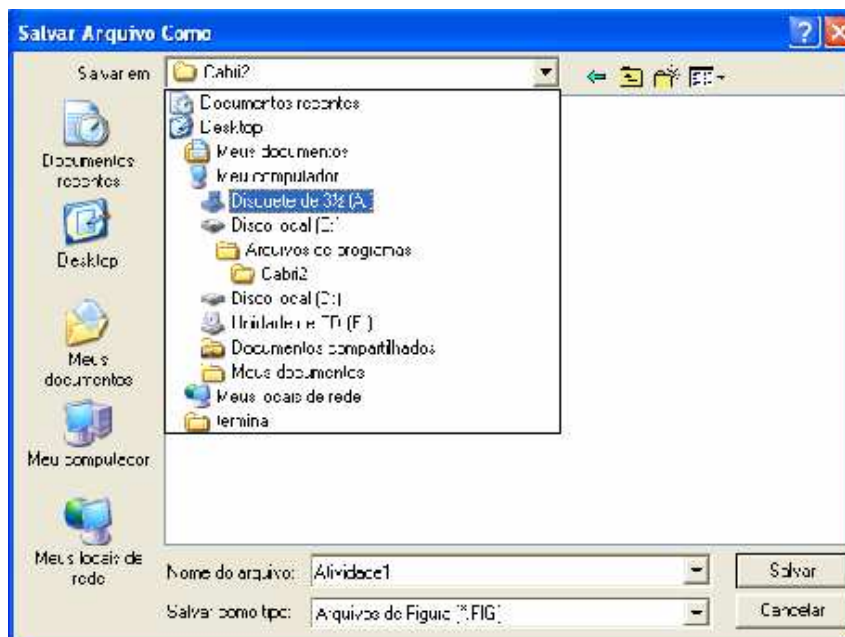 Salvar Arquivo Como
Salvar em
Cabri2
Documentos recentes
Desktop
Meus documentos
Meu computador
Disquete de 3½ (A:)
Disco local (C:)
Arquivos de programas
Cabri2
Disco local (D:)
Unidade de CD (E:)
Documentos compartilhados
Meus documentos
Meus locais de rede
termina
Documentos
recentes
Desktop
Meus
documentos
Meu computador
Meus locais de
rede
Nome do arquivo:
Atividade1
Salvar
Salvar como tipo:
Arquivos de Figura (*.FIG)
Cancelar